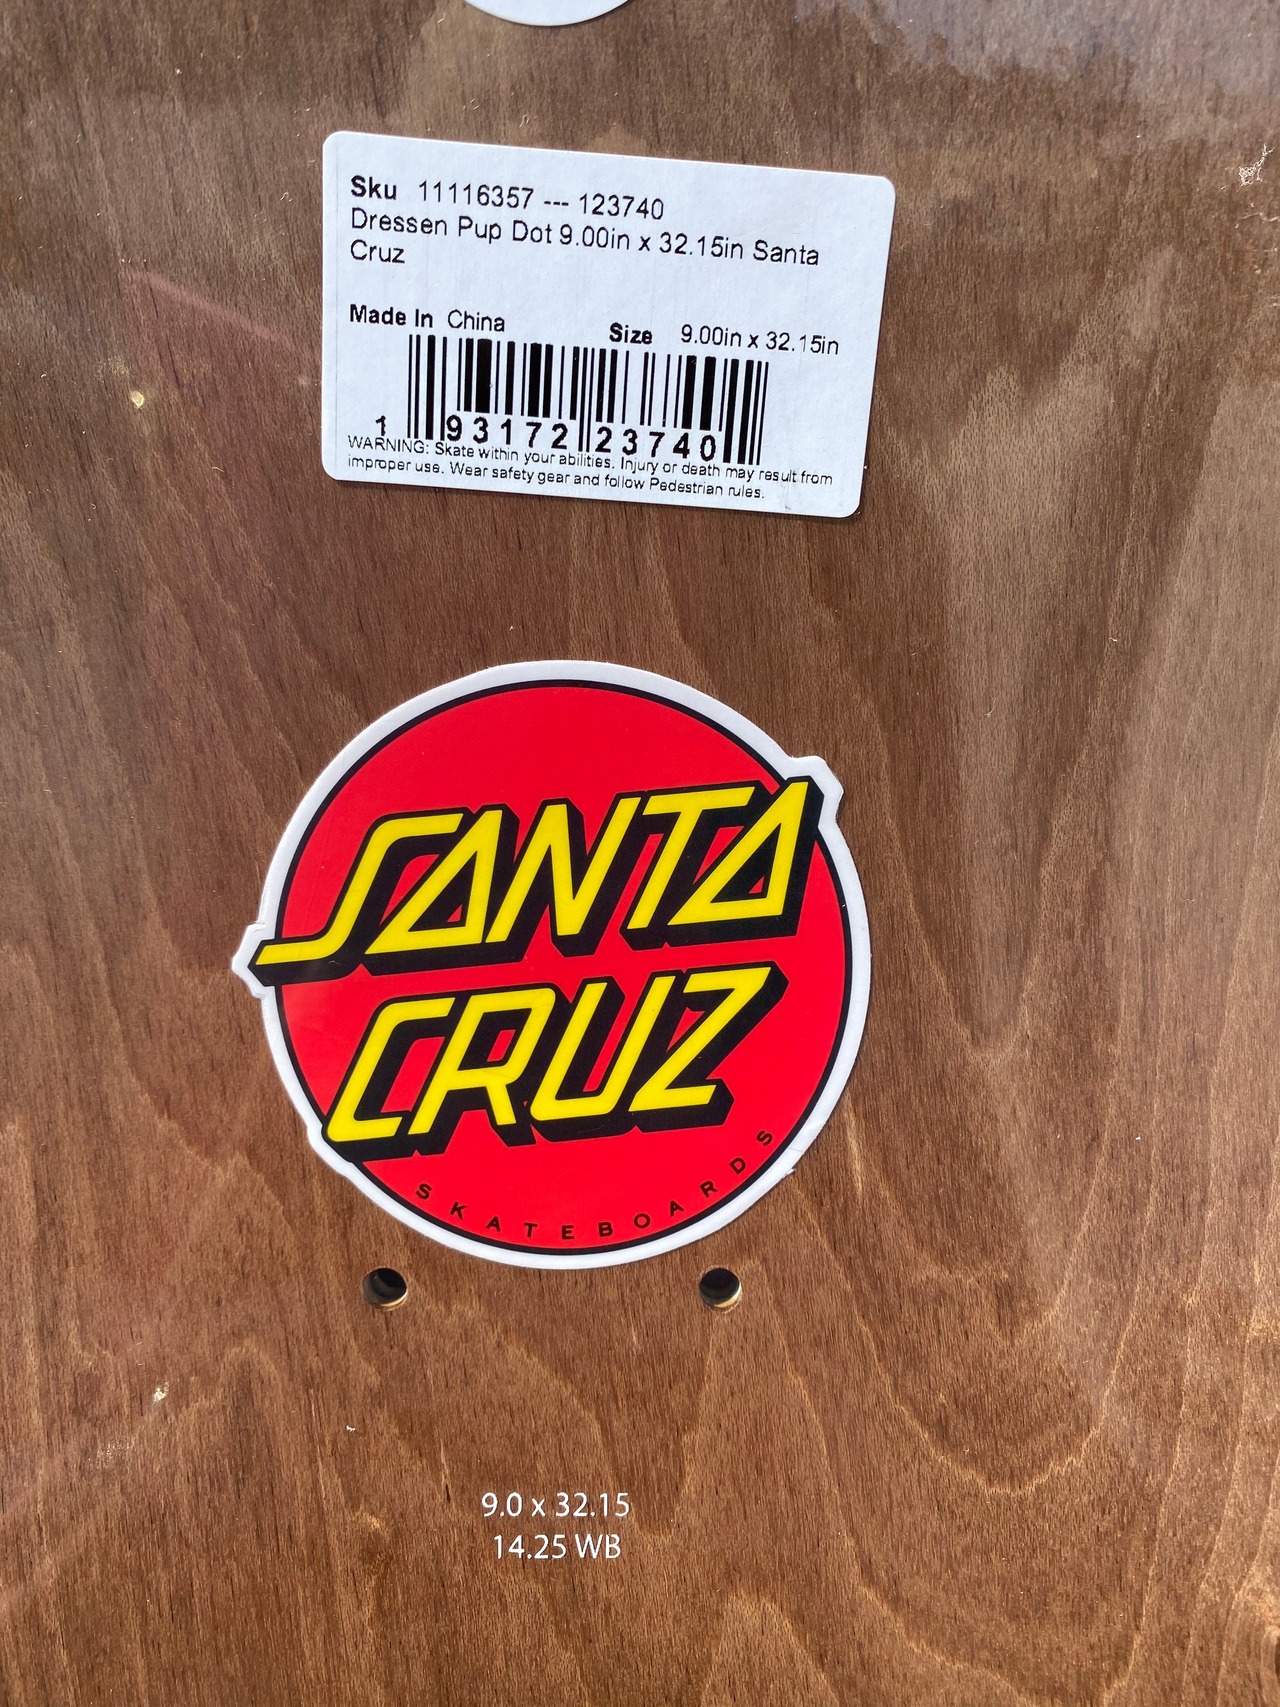 Sku 11116357 --- 123740
Dressen Pup Dot 9.00in x 32.15in Santa
Cruz
Made In China Size 9.00in x 32.15in
1 93172 23740
WARNING: Skate within your abilities. Injury or death may result from
improper use. Wear safety gear and follow Pedestrian rules.
SANTA
CRUZ
SKATEBOARDS
9.0 x 32.15
14.25 WB